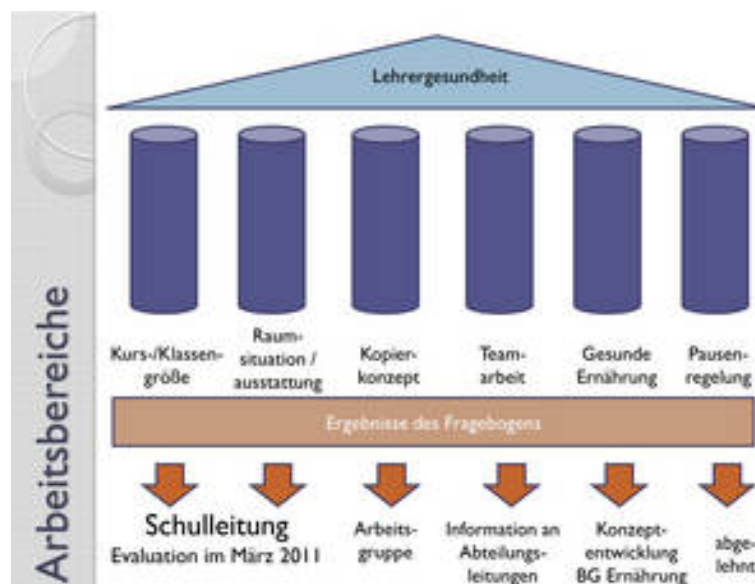 Arbeitsbereiche
Lehrergesundheit
Kurs-/Klassen-
größe
Raum-
situation /
ausstattung
Kopier-
konzept
Team-
arbeit
Gesunde
Ernährung
Pausen-
regelung
Ergebnisse des Fragebogens
Schulleitung
Evaluation im März 2011
Arbeits-
gruppe
Information an
Abteilungs-
leitungen
Konzept-
entwicklung
BG Ernährung
abge-
lehnt